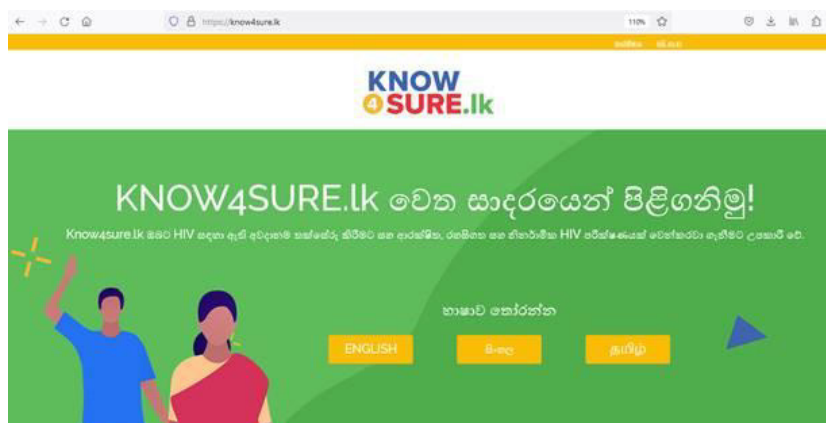 https://know4sure.lk
110%
KNOW
4SURE.lk
KNOW4SURE.lk වෙත සාදරයෙන් පිළිගනිමු!
Know4sure.lk ඔබට HIV සඳහා ඇති අවදානම තක්සේරු කිරීමට සහ ආරක්ෂිත, රහසිගත සහ නිර්නාමික HIV පරීක්ෂණයක් වෙන්කරවා ගැනීමට උපකාරී වේ.
භාෂාව තෝරන්න
ENGLISH
සිංහල
தமிழ்